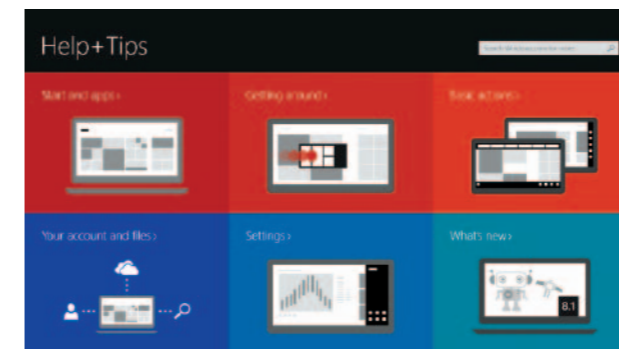 Help+Tips
Start and apps›
Getting around›
Basic actions›
Your account and files›
Settings›
What's new›
8.1